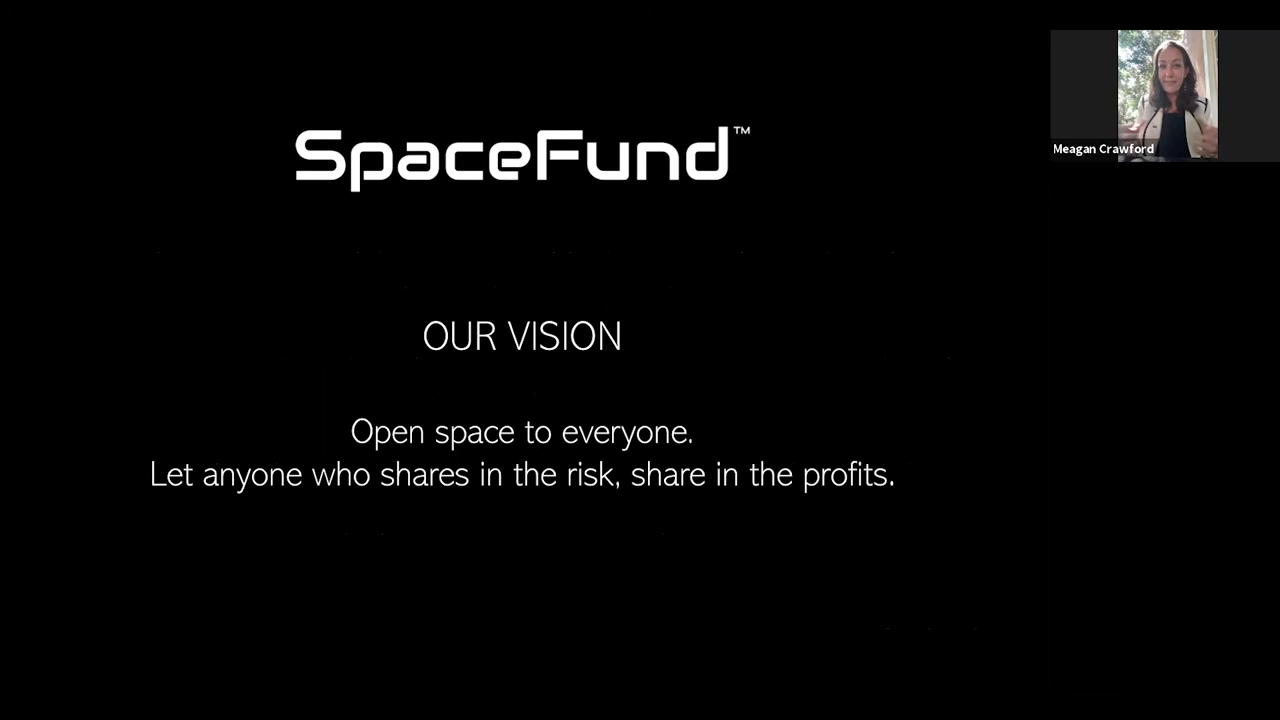 SpaceFund™
Meagan Crawford
OUR VISION
Open space to everyone.
Let anyone who shares in the risk, share in the profits.